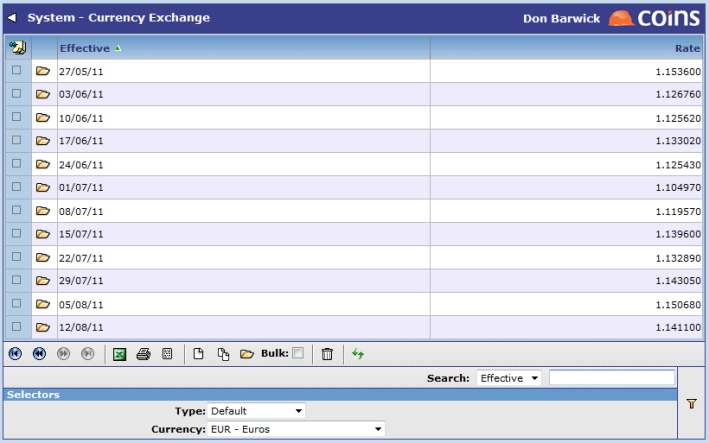 System - Currency Exchange Don Barwick COINS
Effective Rate
27/05/11 1.153600
03/06/11 1.126760
10/06/11 1.125620
17/06/11 1.133020
24/06/11 1.125430
01/07/11 1.104970
08/07/11 1.119570
15/07/11 1.139600
22/07/11 1.132890
29/07/11 1.143050
05/08/11 1.150680
12/08/11 1.141100
Bulk:
Search: Effective
Selectors
Type: Default
Currency: EUR - Euros